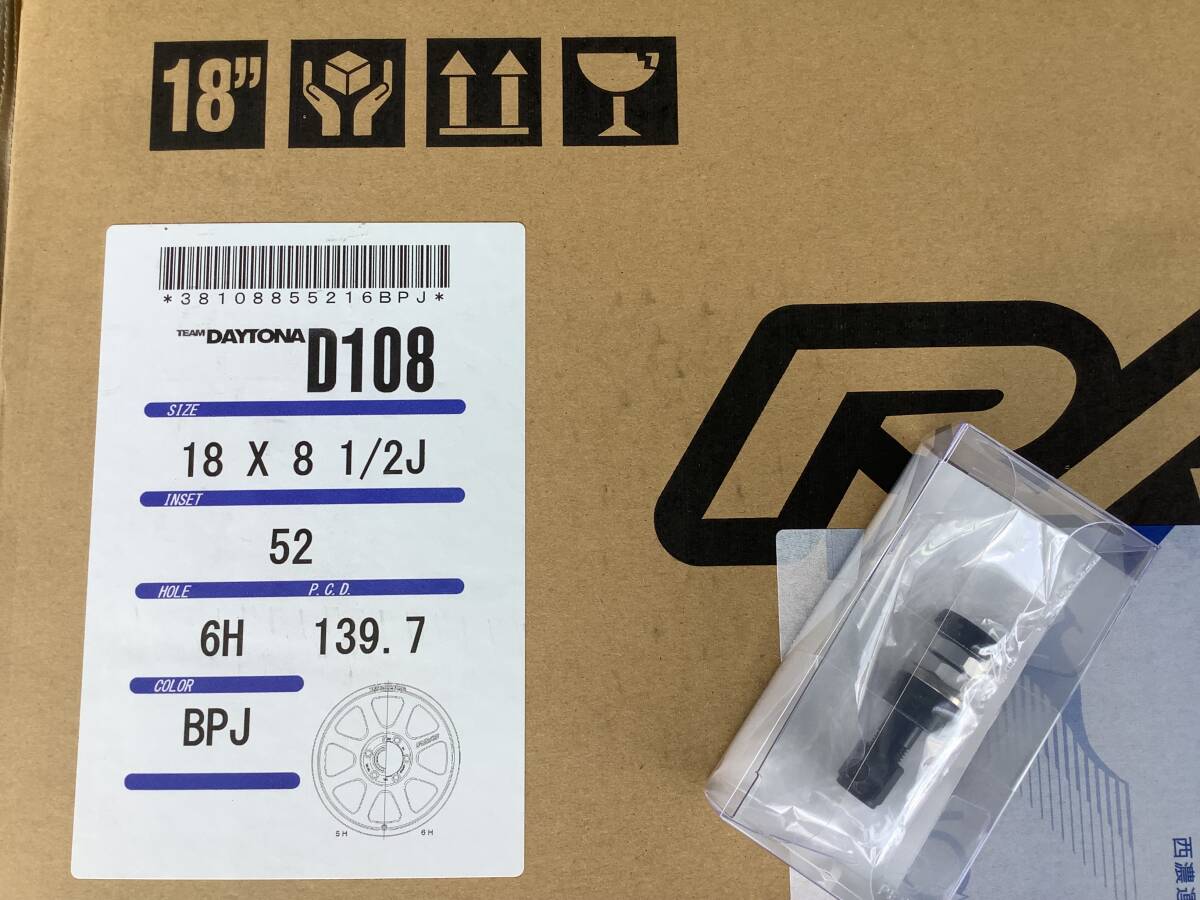 18”
*38108855216BPJ*
TEAM DAYTONA D108
SIZE
18 X 8 1/2J
INSET
52
HOLE P.C.D.
6H 139.7
COLOR
BPJ
5H 6H
RA
西濃運